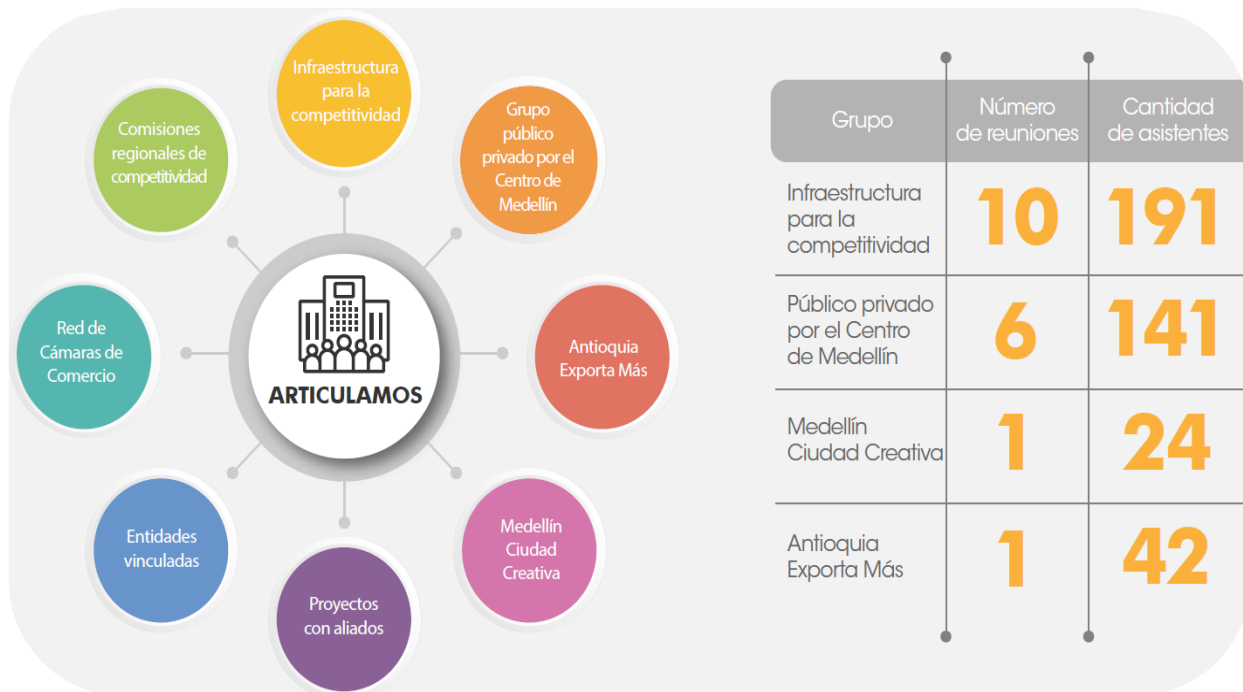 Infraestructura
para la
competitividad
Grupo
público
privado por el
Centro de
Medellín
Antioquia
Exporta Más
Medellín
Ciudad
Creativa
Proyectos
con aliados
Entidades
vinculadas
Red de
Cámaras de
Comercio
Comisiones
regionales de
competitividad
ARTICULAMOS
Grupo
Número
de reuniones
Cantidad
de asistentes
Infraestructura
para la
competitividad
10
191
Público privado
por el Centro
de Medellín
6
141
Medellín
Ciudad Creativa
1
24
Antioquia
Exporta Más
1
42